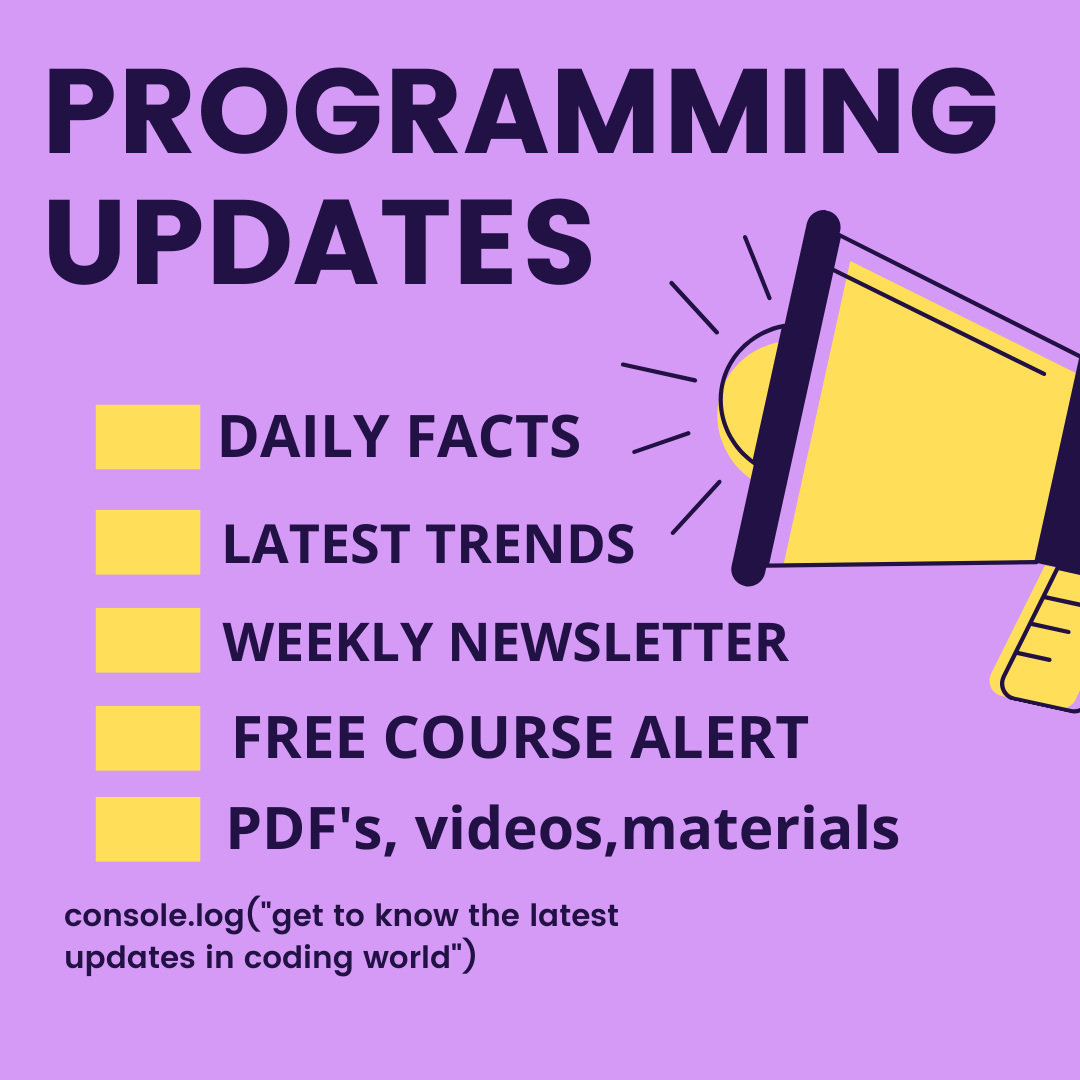 PROGRAMMING
UPDATES
DAILY FACTS
LATEST TRENDS
WEEKLY NEWSLETTER
FREE COURSE ALERT
PDF's, videos,materials
console.log("get to know the latest
updates in coding world")